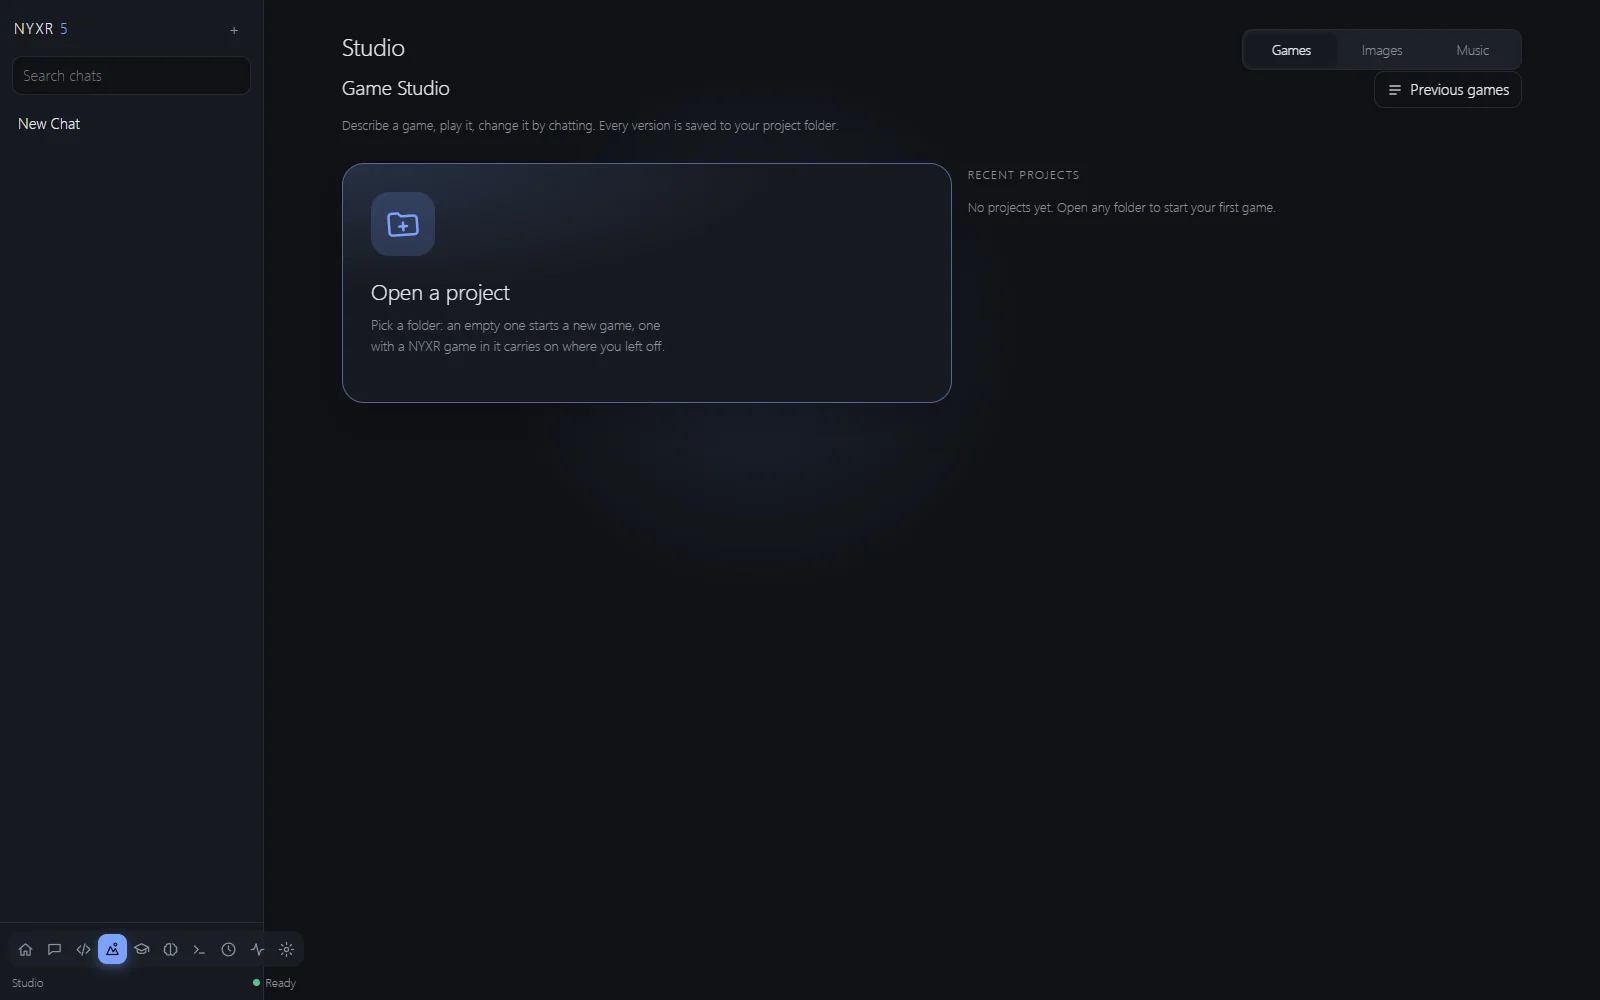 NYXR 5
+
Search chats
New Chat
Studio
Games
Images
Music
Game Studio
Previous games
Describe a game, play it, change it by chatting. Every version is saved to your project folder.
Open a project
Pick a folder: an empty one starts a new game, one
with a NYXR game in it carries on where you left off.
RECENT PROJECTS
No projects yet. Open any folder to start your first game.
Studio
Ready